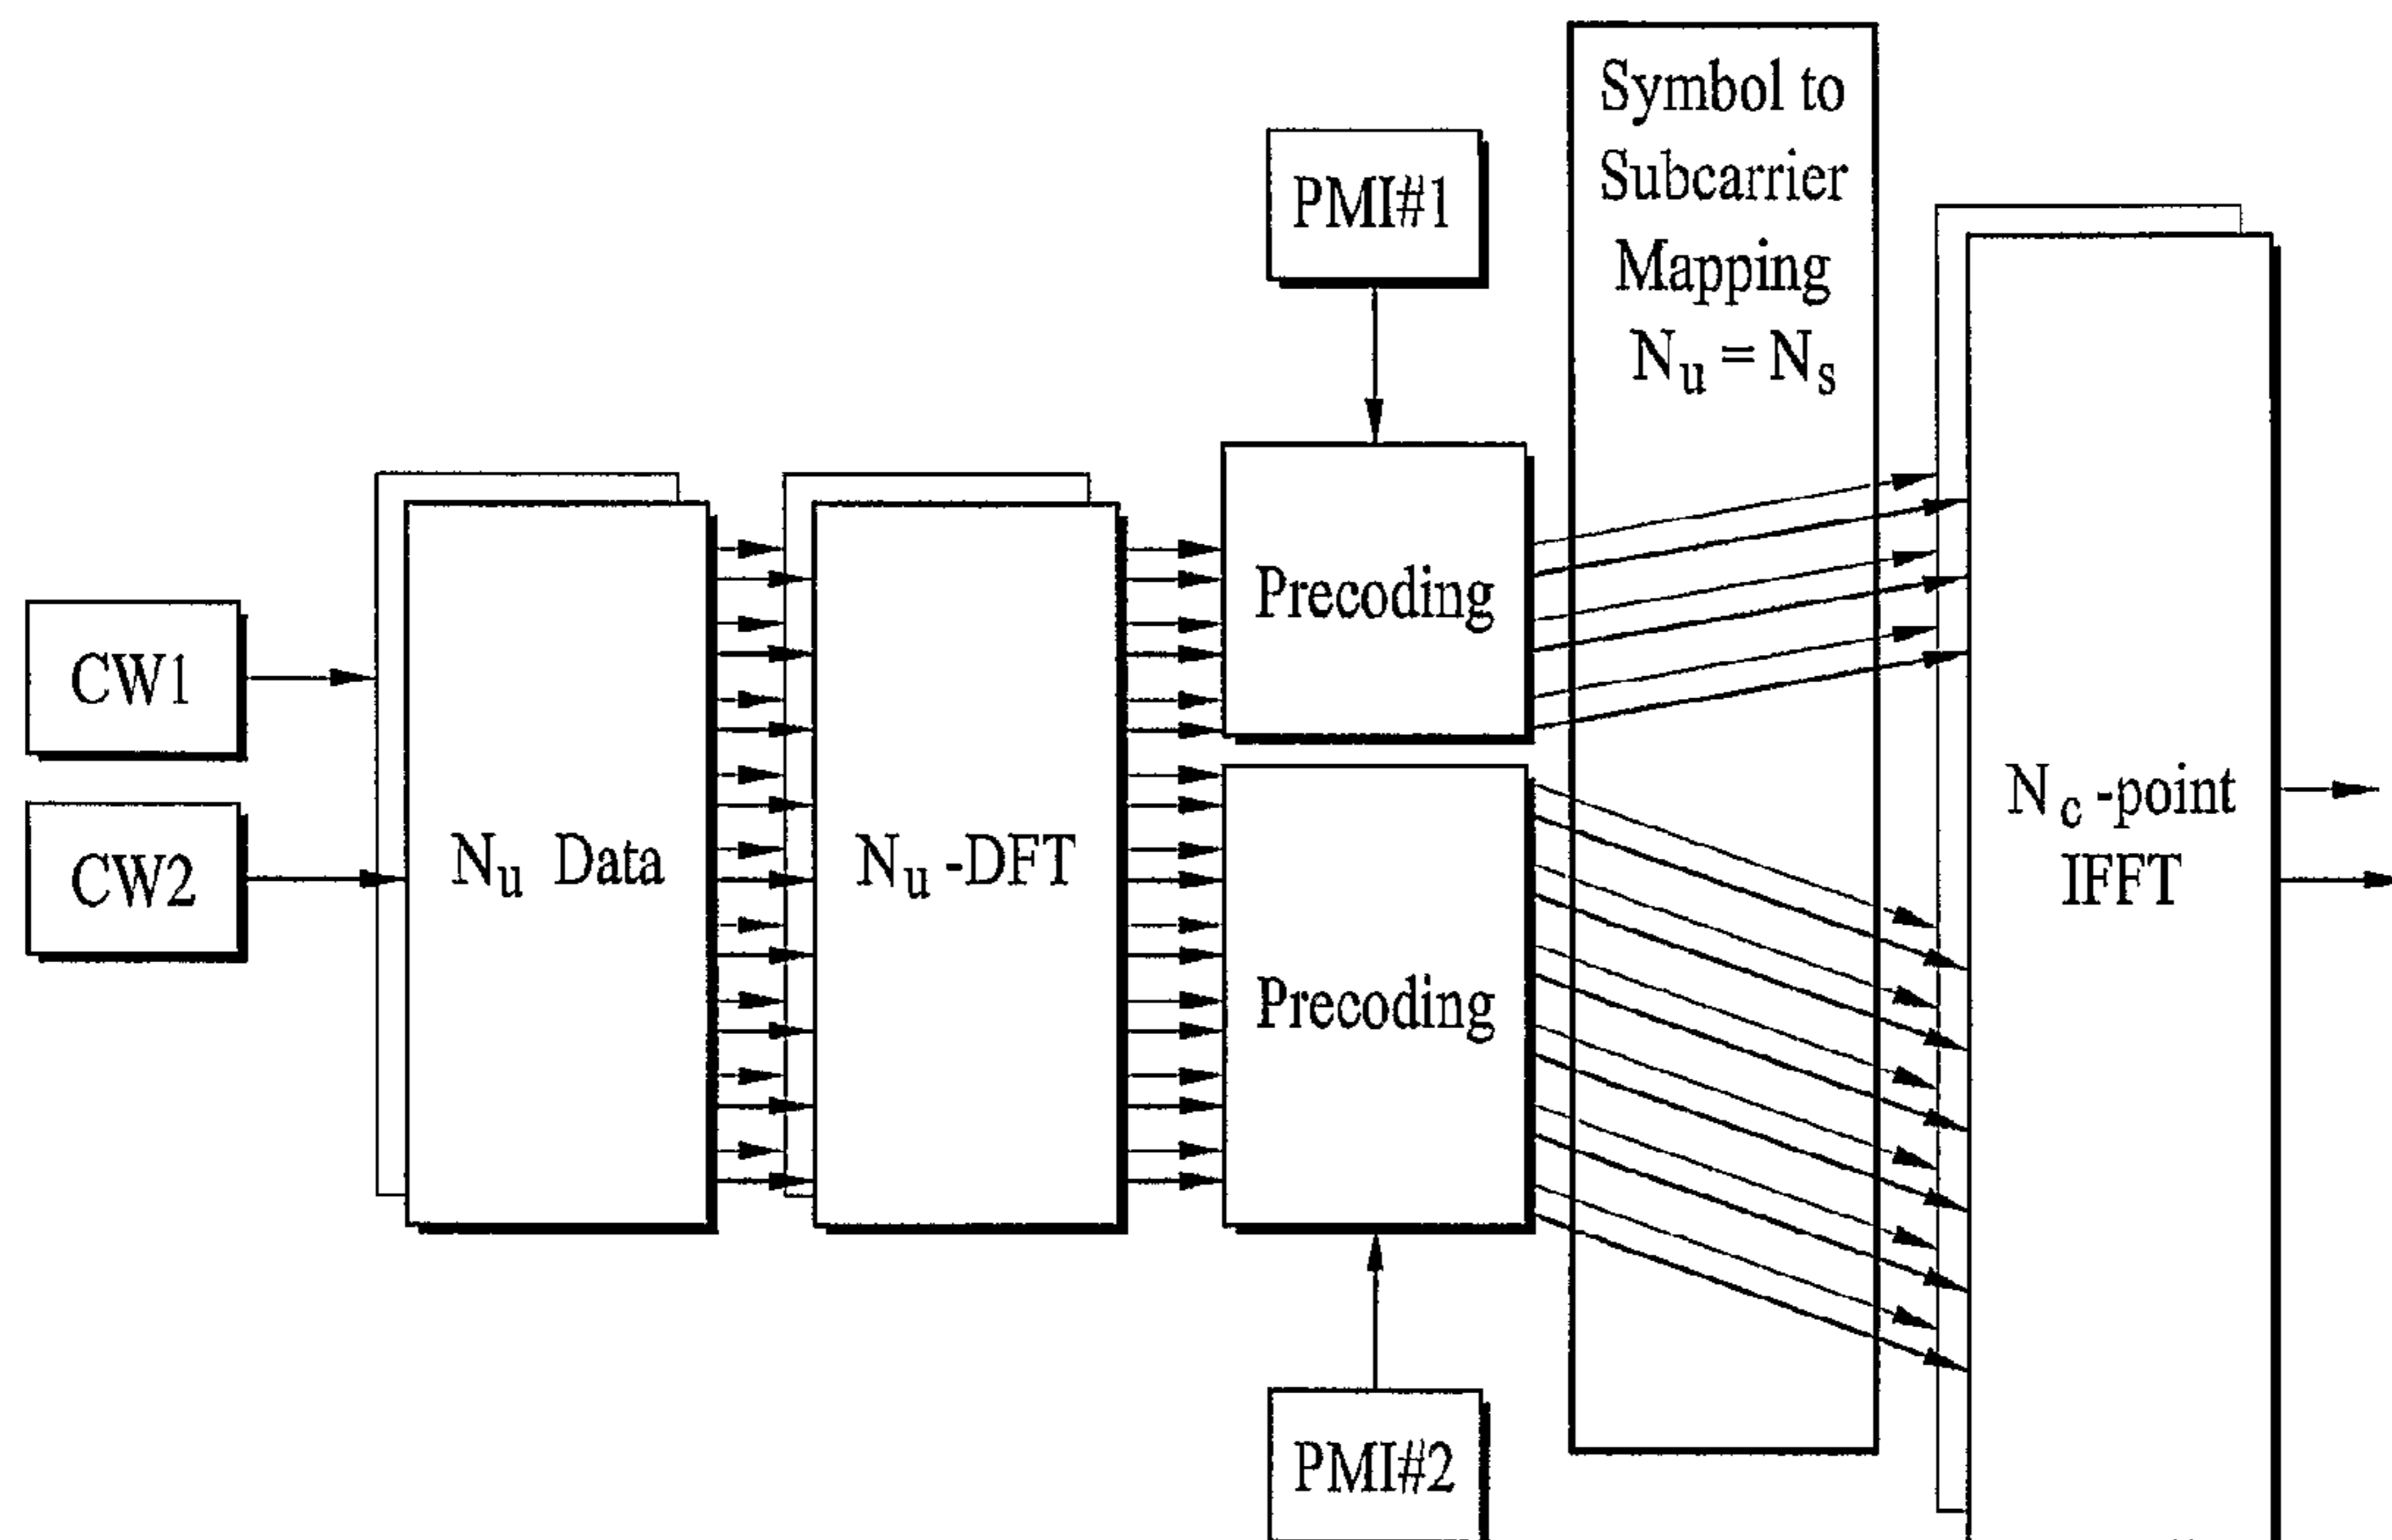 Symbol to
Subcarrier
Mapping
Nᵤ = Nₛ
PMI#1
Precoding
CW1
CW2
Nᵤ Data
Nᵤ -DFT
Precoding
N꜀ -point
IFFT
PMI#2